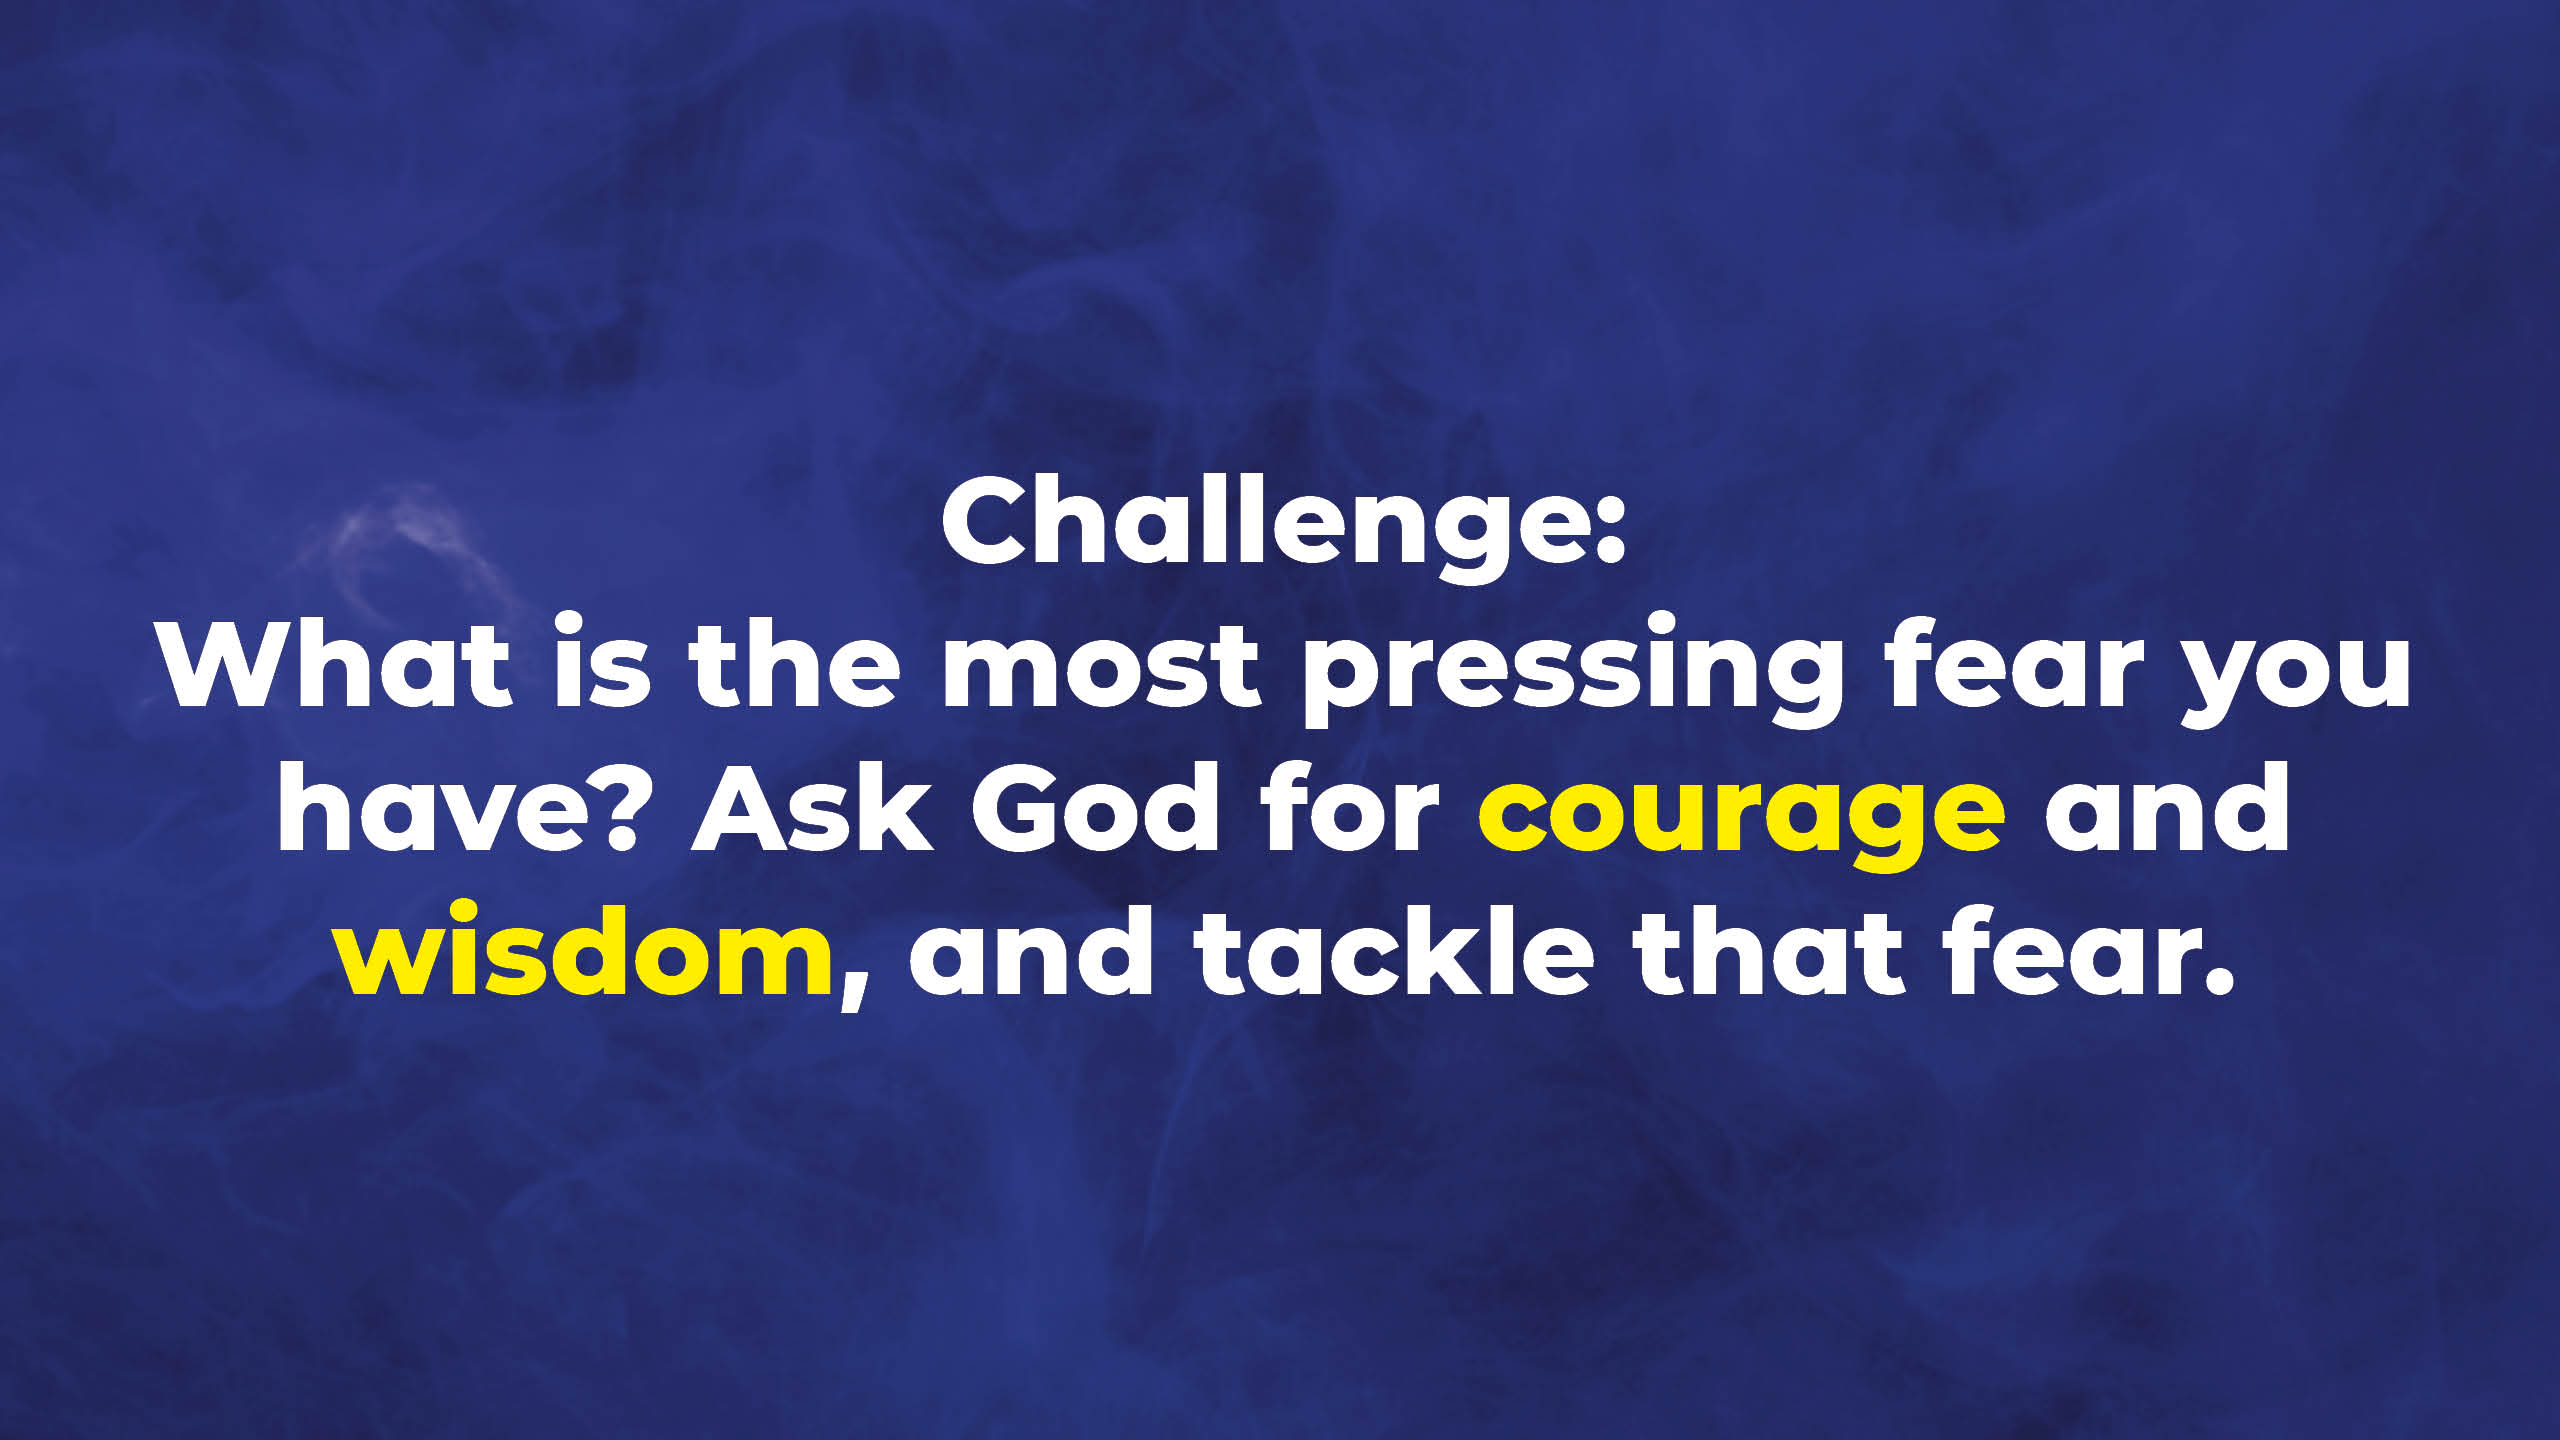 Challenge:
What is the most pressing fear you
have? Ask God for courage and
wisdom, and tackle that fear.